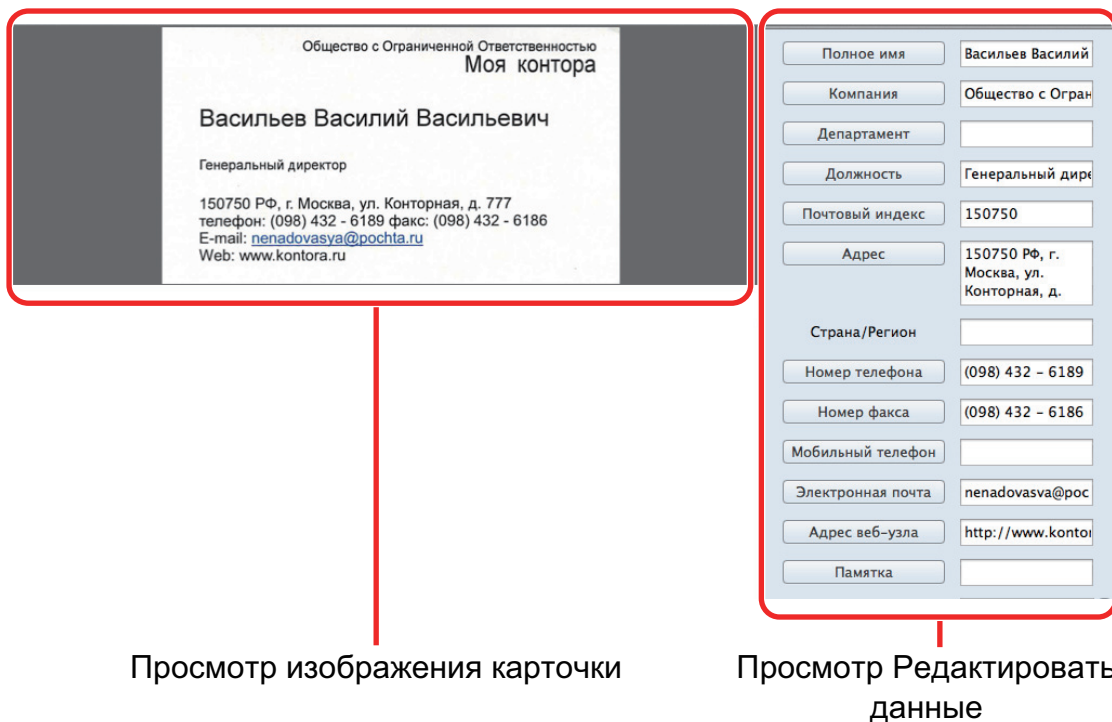 Общество с Ограниченной Ответственностью
Моя контора
Васильев Василий Васильевич
Генеральный директор
150750 РФ, г. Москва, ул. Конторная, д. 777
телефон: (098) 432 - 6189 факс: (098) 432 - 6186
E-mail: nenadovasya@pochta.ru
Web: www.kontora.ru
Полное имя Васильев Василий
Компания Общество с Огран
Департамент
Должность Генеральный дире
Почтовый индекс 150750
Адрес 150750 РФ, г.
Москва, ул.
Конторная, д.
Страна/Регион
Номер телефона (098) 432 – 6189
Номер факса (098) 432 – 6186
Мобильный телефон
Электронная почта nenadovasva@poc
Адрес веб-узла http://www.kontor
Памятка
Просмотр изображения карточки
Просмотр Редактировать
данные